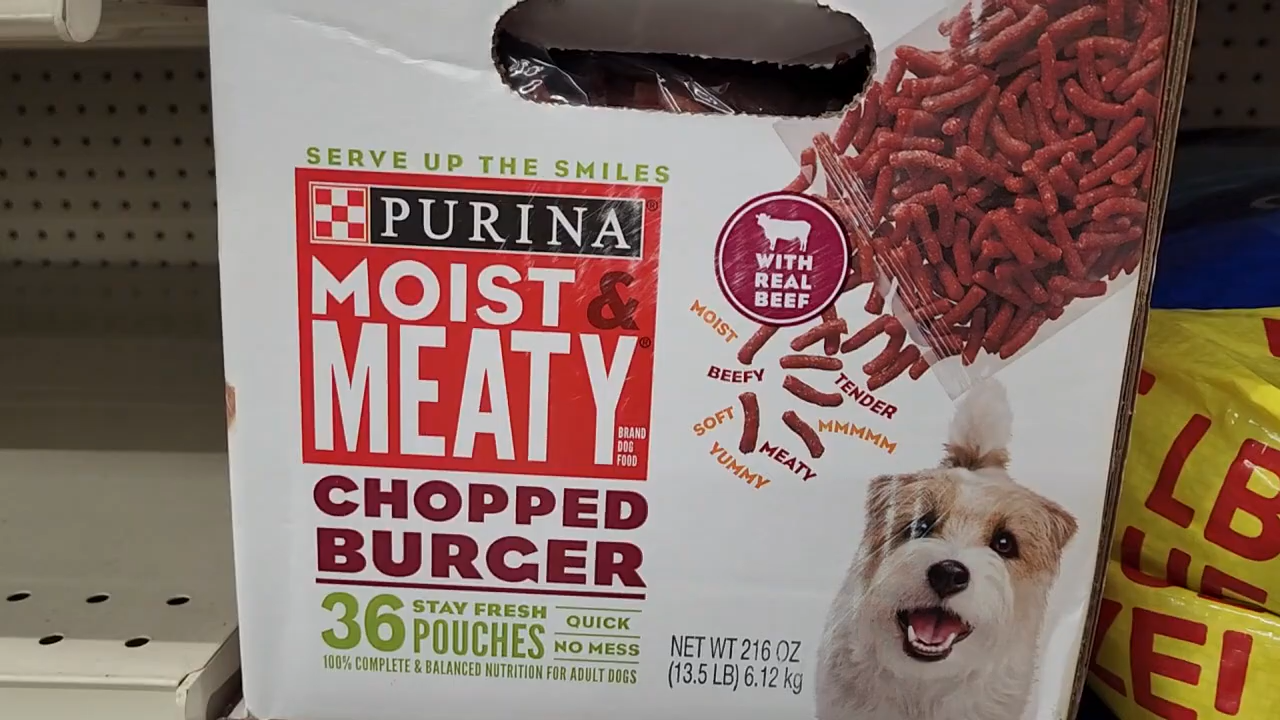 SERVE UP THE SMILES
PURINA®
MOIST &
MEATY®
BRAND
DOG
FOOD
CHOPPED
BURGER
36 STAY FRESH
POUCHES
QUICK
NO MESS
100% COMPLETE & BALANCED NUTRITION FOR ADULT DOGS
WITH
REAL
BEEF
MOIST
BEEFY
TENDER
SOFT
MMMMM
MEATY
YUMMY
NET WT 216 OZ
(13.5 LB) 6.12 kg
LB